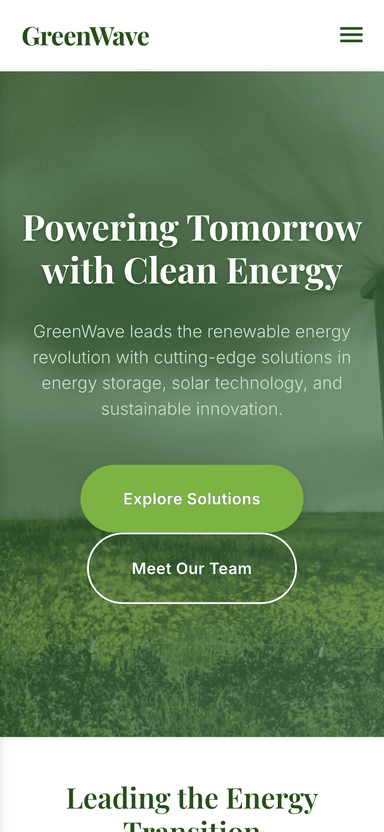 GreenWave
Powering Tomorrow
with Clean Energy
GreenWave leads the renewable energy
revolution with cutting-edge solutions in
energy storage, solar technology, and
sustainable innovation.
Explore Solutions
Meet Our Team
Leading the Energy
Transition